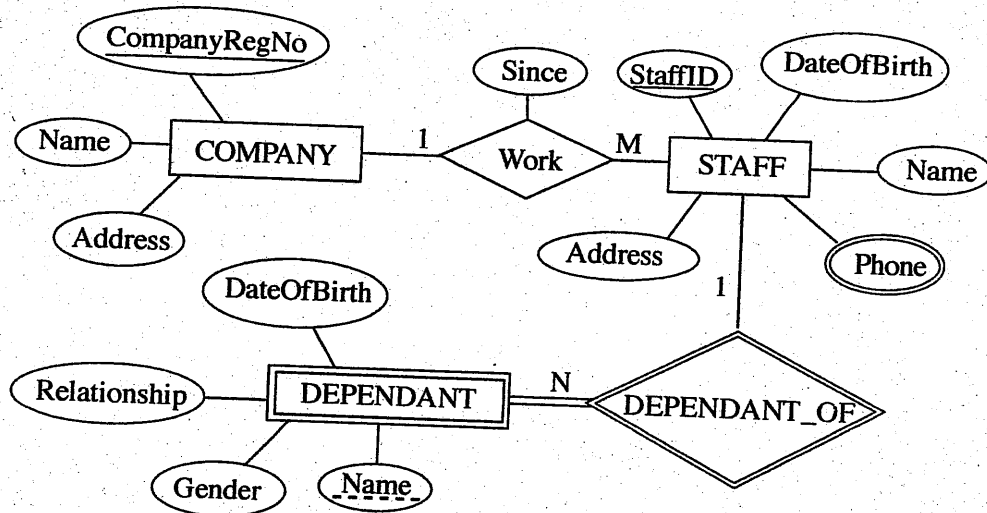 CompanyRegNo
Since
StaffID
DateOfBirth
Name
COMPANY
1
Work
M
STAFF
Name
Address
Address
Phone
DateOfBirth
1
Relationship
DEPENDANT
N
DEPENDANT_OF
Gender
Name